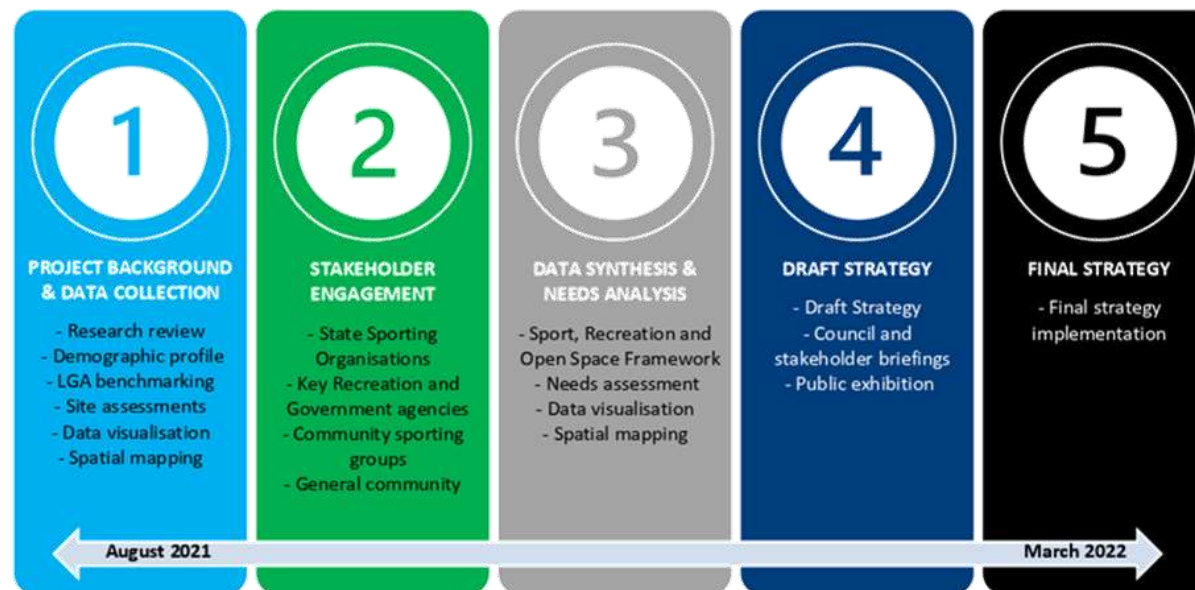 1
PROJECT BACKGROUND
& DATA COLLECTION
- Research review
- Demographic profile
- LGA benchmarking
- Site assessments
- Data visualisation
- Spatial mapping
2
STAKEHOLDER
ENGAGEMENT
- State Sporting
Organisations
- Key Recreation and
Government agencies
- Community sporting
groups
- General community
3
DATA SYNTHESIS &
NEEDS ANALYSIS
- Sport, Recreation and
Open Space Framework
- Needs assessment
- Data visualisation
- Spatial mapping
4
DRAFT STRATEGY
- Draft Strategy
- Council and
stakeholder briefings
- Public exhibition
5
FINAL STRATEGY
- Final strategy
implementation
August 2021
March 2022